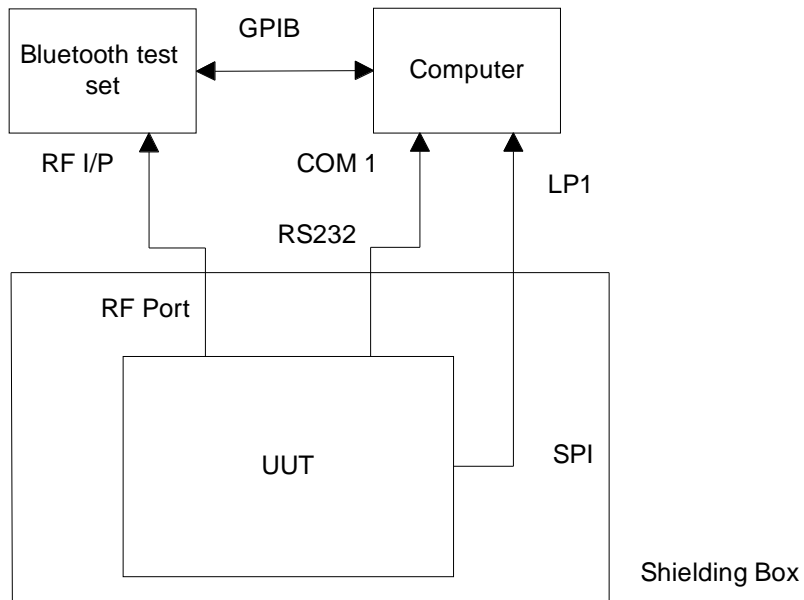 GPIB
Bluetooth test
set
Computer
RF I/P
COM 1
LP1
RS232
RF Port
UUT
SPI
Shielding Box